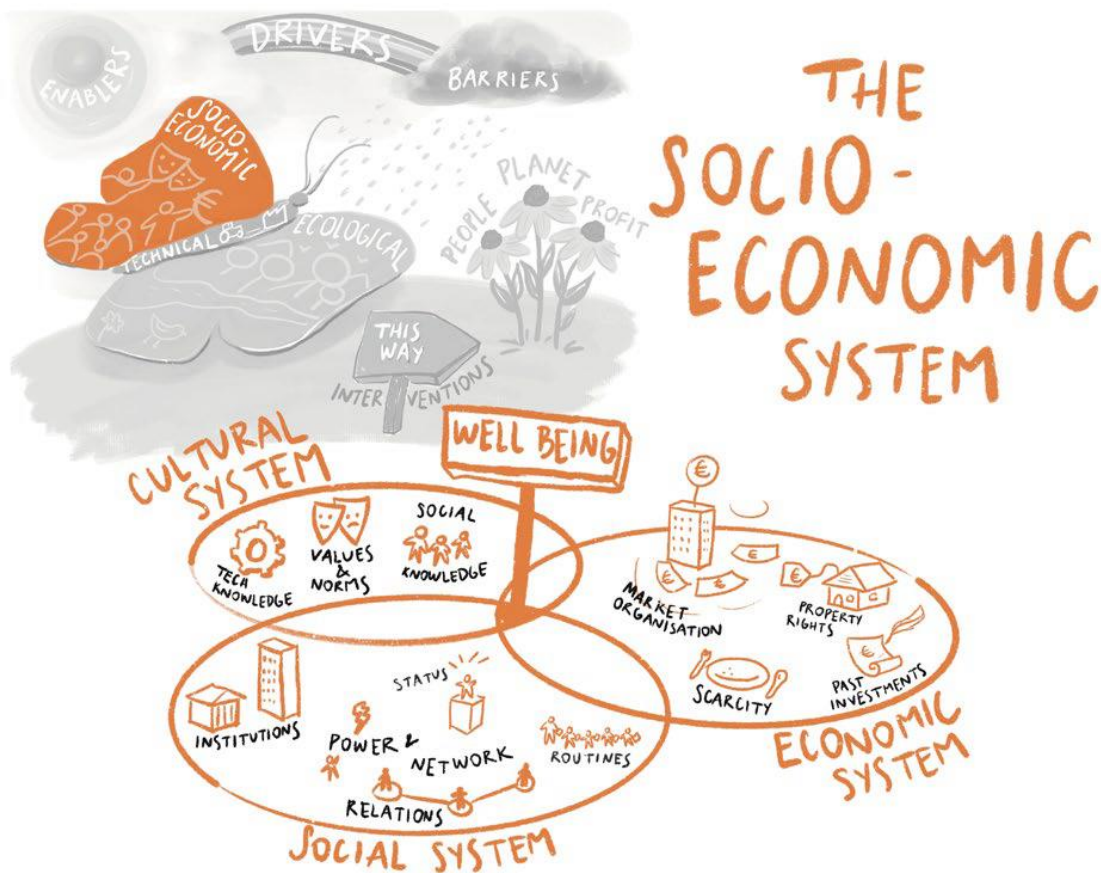 ENABLERS
DRIVERS
BARRIERS
SOCIO-
ECONOMIC
TECHNICAL
ECOLOGICAL
PEOPLE PLANET PROFIT
THIS
WAY
INTERVENTIONS
THE
SOCIO-
ECONOMIC
SYSTEM
WELL BEING
CULTURAL
SYSTEM
TECH
KNOWLEDGE
VALUES
&
NORMS
SOCIAL
KNOWLEDGE
€
€
€
€
€
€
MARKET
ORGANISATION
PROPERTY
RIGHTS
SCARCITY
PAST
INVESTMENTS
ECONOMIC
SYSTEM
INSTITUTIONS
STATUS
POWER &
NETWORK
RELATIONS
ROUTINES
SOCIAL SYSTEM